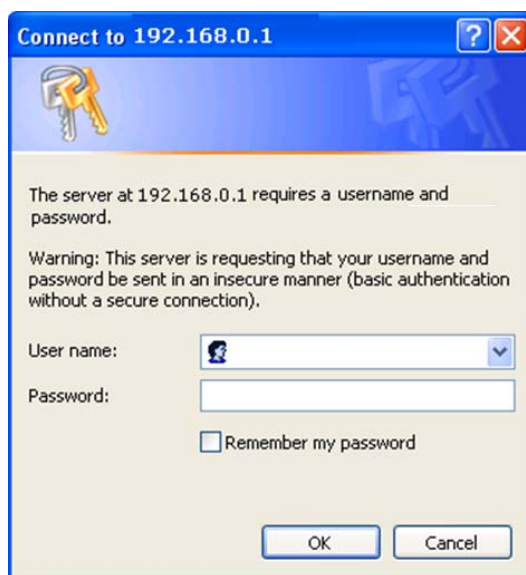 Connect to 192.168.0.1
The server at 192.168.0.1 requires a username and
password.
Warning: This server is requesting that your username and
password be sent in an insecure manner (basic authentication
without a secure connection).
User name:
Password:
Remember my password
OK
Cancel